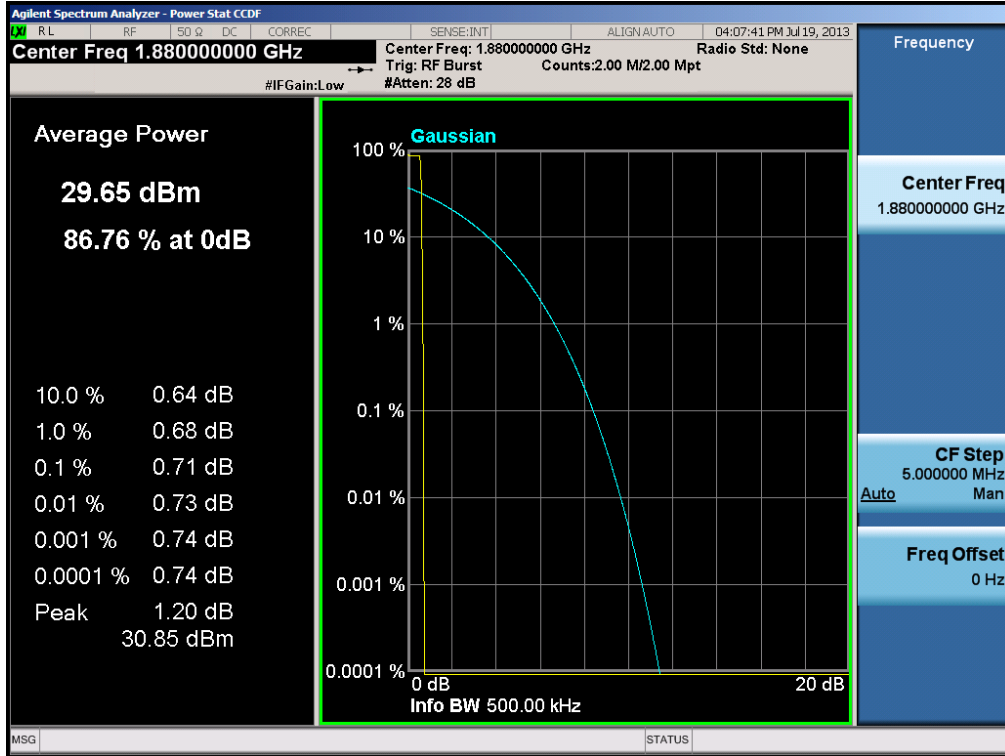 Agilent Spectrum Analyzer - Power Stat CCDF
LXI RL RF 50 Ω DC CORREC SENSE:INT ALIGN AUTO 04:07:41 PM Jul 19, 2013
Center Freq 1.880000000 GHz
Center Freq: 1.880000000 GHz Radio Std: None
Trig: RF Burst Counts:2.00 M/2.00 Mpt
#IFGain:Low #Atten: 28 dB
Average Power
29.65 dBm
86.76 % at 0dB
10.0 % 0.64 dB
1.0 % 0.68 dB
0.1 % 0.71 dB
0.01 % 0.73 dB
0.001 % 0.74 dB
0.0001 % 0.74 dB
Peak 1.20 dB
30.85 dBm
Gaussian
100 %
10 %
1 %
0.1 %
0.01 %
0.001 %
0.0001 %
0 dB 20 dB
Info BW 500.00 kHz
Frequency
Center Freq
1.880000000 GHz
CF Step
5.000000 MHz
Auto Man
Freq Offset
0 Hz
MSG STATUS